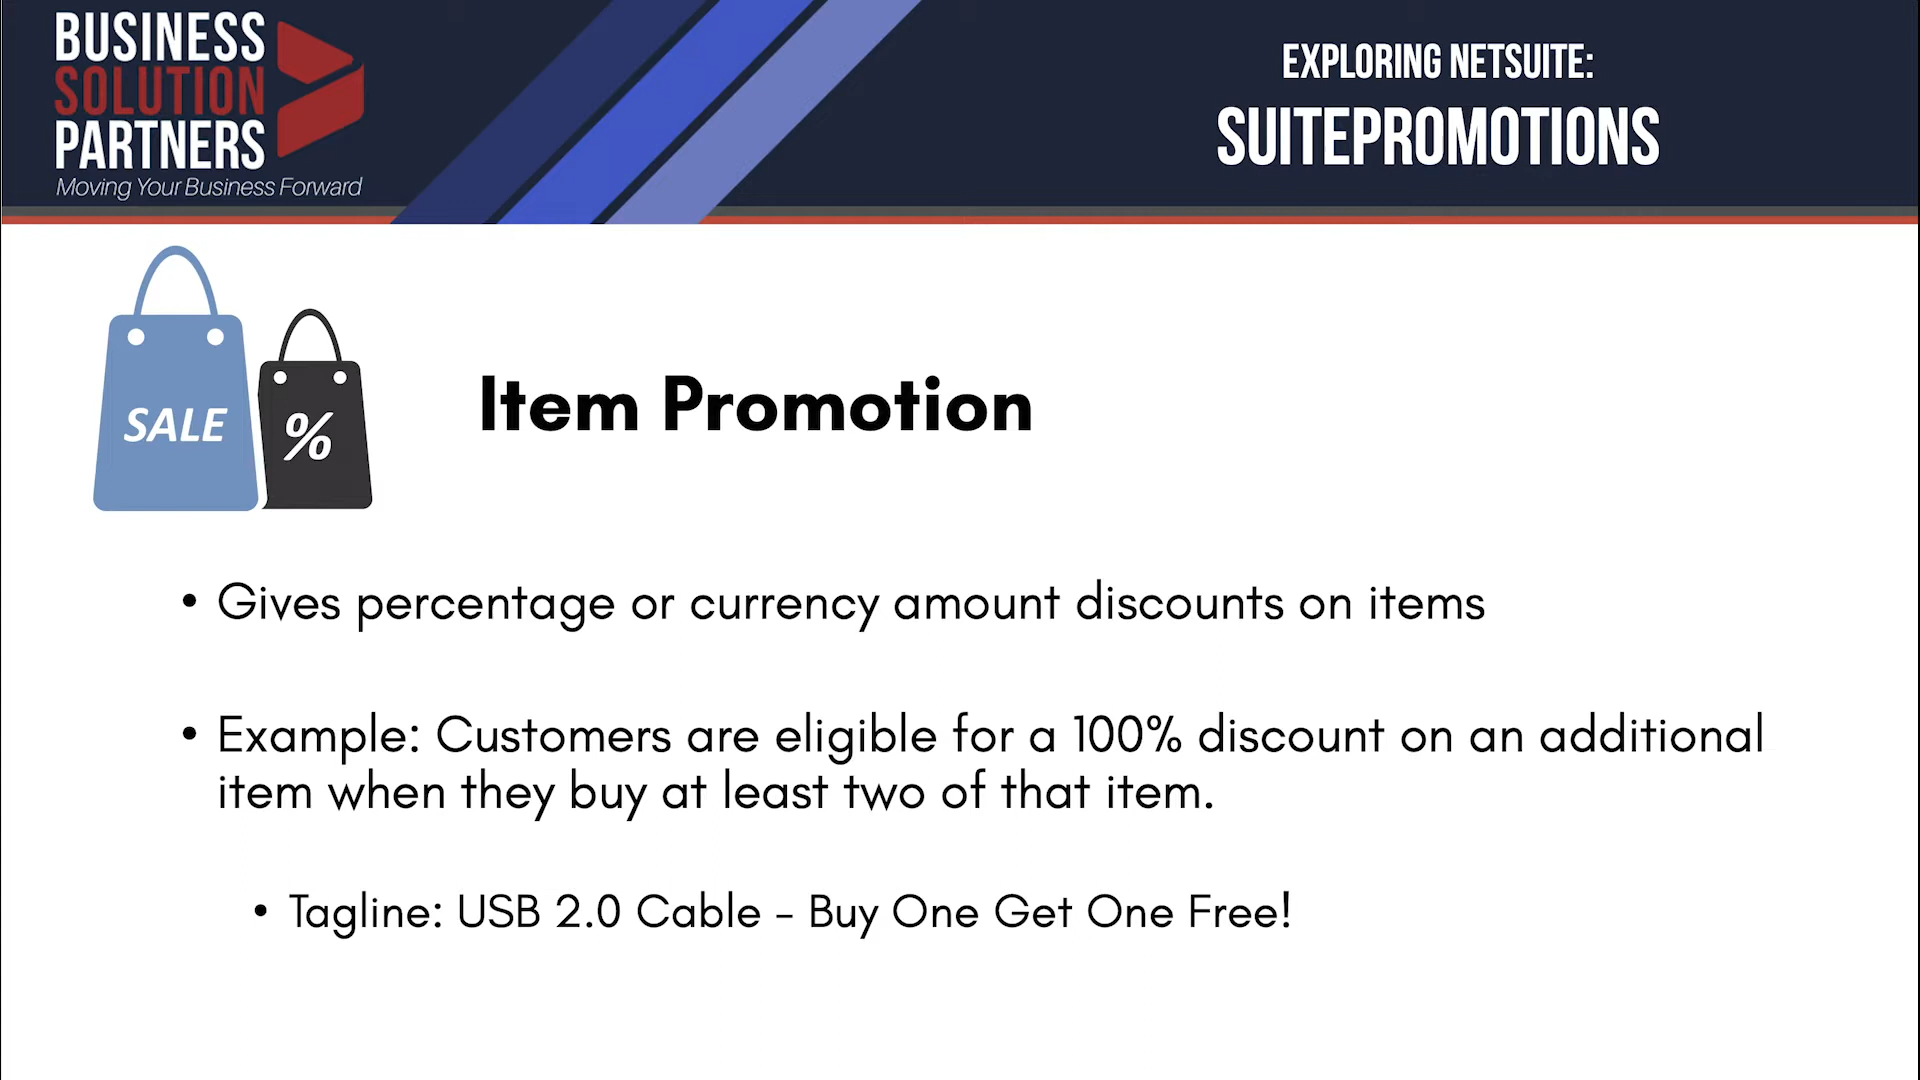 BUSINESS
SOLUTION
PARTNERS
Moving Your Business Forward
EXPLORING NETSUITE:
SUITEPROMOTIONS
SALE
%
Item Promotion
• Gives percentage or currency amount discounts on items
• Example: Customers are eligible for a 100% discount on an additional
item when they buy at least two of that item.
• Tagline: USB 2.0 Cable – Buy One Get One Free!